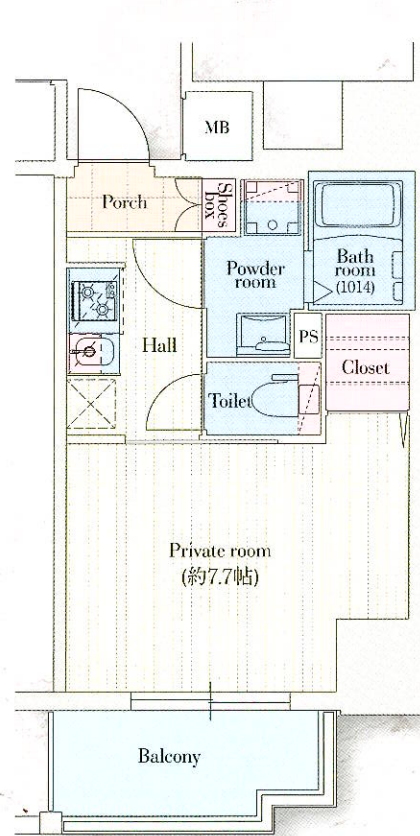 MB
Porch
Shoes
box
Powder
room
Bath
room
(1014)
Hall
PS
Closet
Toilet
Private room
(約7.7帖)
Balcony